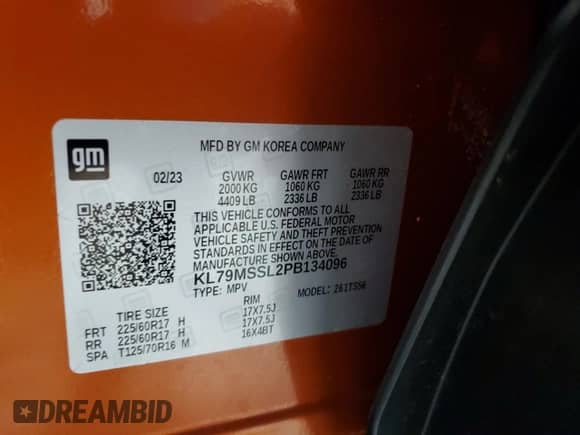 gm
MFD BY GM KOREA COMPANY
02/23 GVWR GAWR FRT GAWR RR
2000 KG 1060 KG 1060 KG
4409 LB 2336 LB 2336 LB
THIS VEHICLE CONFORMS TO ALL
APPLICABLE U.S. FEDERAL MOTOR
VEHICLE SAFETY AND THEFT PREVENTION
STANDARDS IN EFFECT ON THE DATE OF
MANUFACTURE SHOWN ABOVE.
KL79MSSL2PB134096
TYPE: MPV MODEL: 261TS56
TIRE SIZE RIM
FRT 225/60R17 H 17X7.5J
RR 225/60R17 H 17X7.5J
SPA T125/70R16 M 16X4BT
DREAMBID